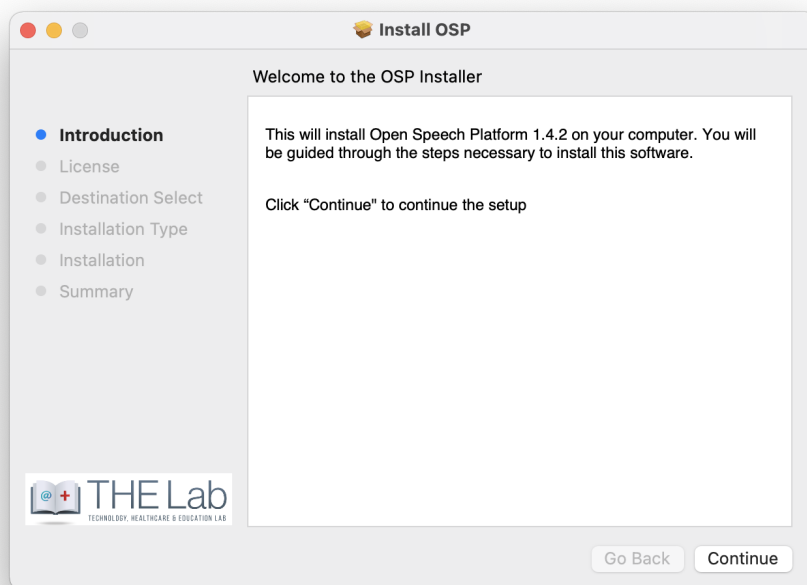 Install OSP
Welcome to the OSP Installer
Introduction
License
Destination Select
Installation Type
Installation
Summary
This will install Open Speech Platform 1.4.2 on your computer. You will
be guided through the steps necessary to install this software.
Click “Continue" to continue the setup
@ +
THE Lab
TECHNOLOGY, HEALTHCARE & EDUCATION LAB
Go Back
Continue